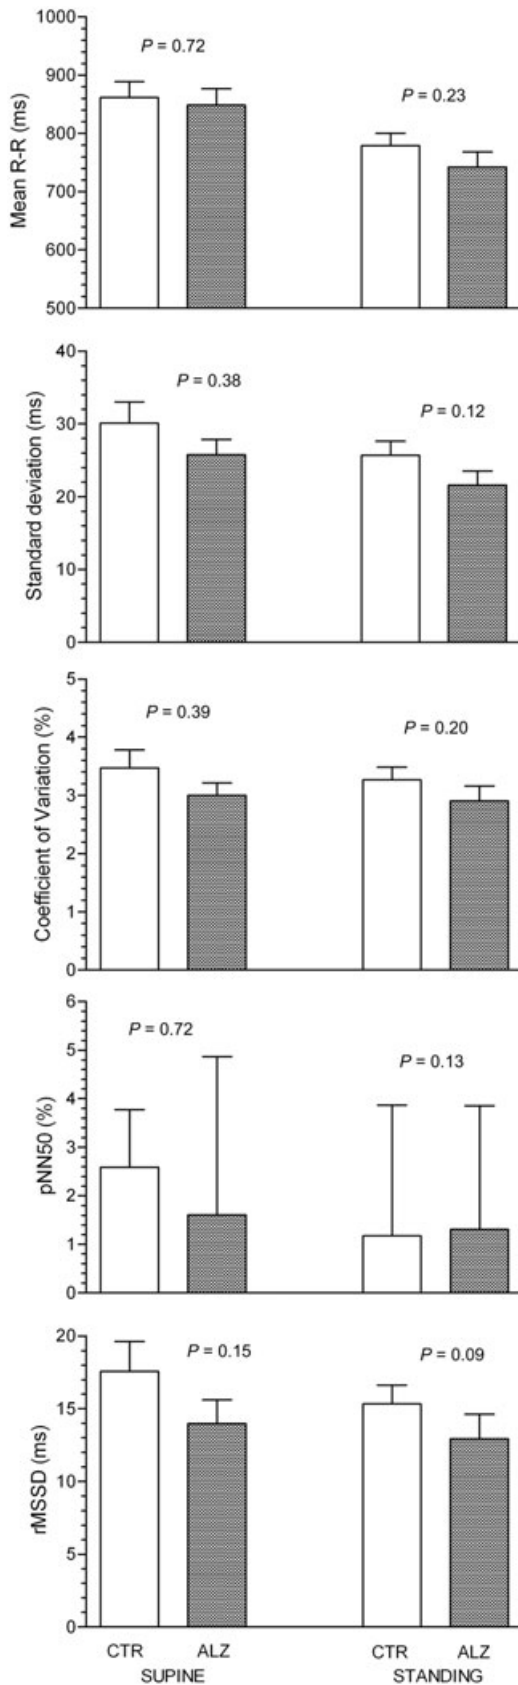 Mean R-R (ms)
1000
900
800
700
600
500
P = 0.72
P = 0.23
Standard deviation (ms)
40
30
20
10
0
P = 0.38
P = 0.12
Coefficient of Variation (%)
5
4
3
2
1
0
P = 0.39
P = 0.20
pNN50 (%)
6
5
4
3
2
1
0
P = 0.72
P = 0.13
rMSSD (ms)
20
15
10
5
0
P = 0.15
P = 0.09
CTR ALZ CTR ALZ
SUPINE STANDING